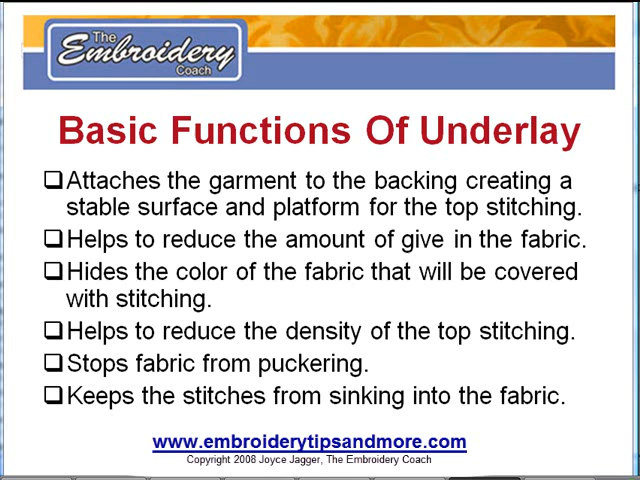 The
Embroidery
Coach
Basic Functions Of Underlay
Attaches the garment to the backing creating a
stable surface and platform for the top stitching.
Helps to reduce the amount of give in the fabric.
Hides the color of the fabric that will be covered
with stitching.
Helps to reduce the density of the top stitching.
Stops fabric from puckering.
Keeps the stitches from sinking into the fabric.
www.embroiderytipsandmore.com
Copyright 2008 Joyce Jagger, The Embroidery Coach